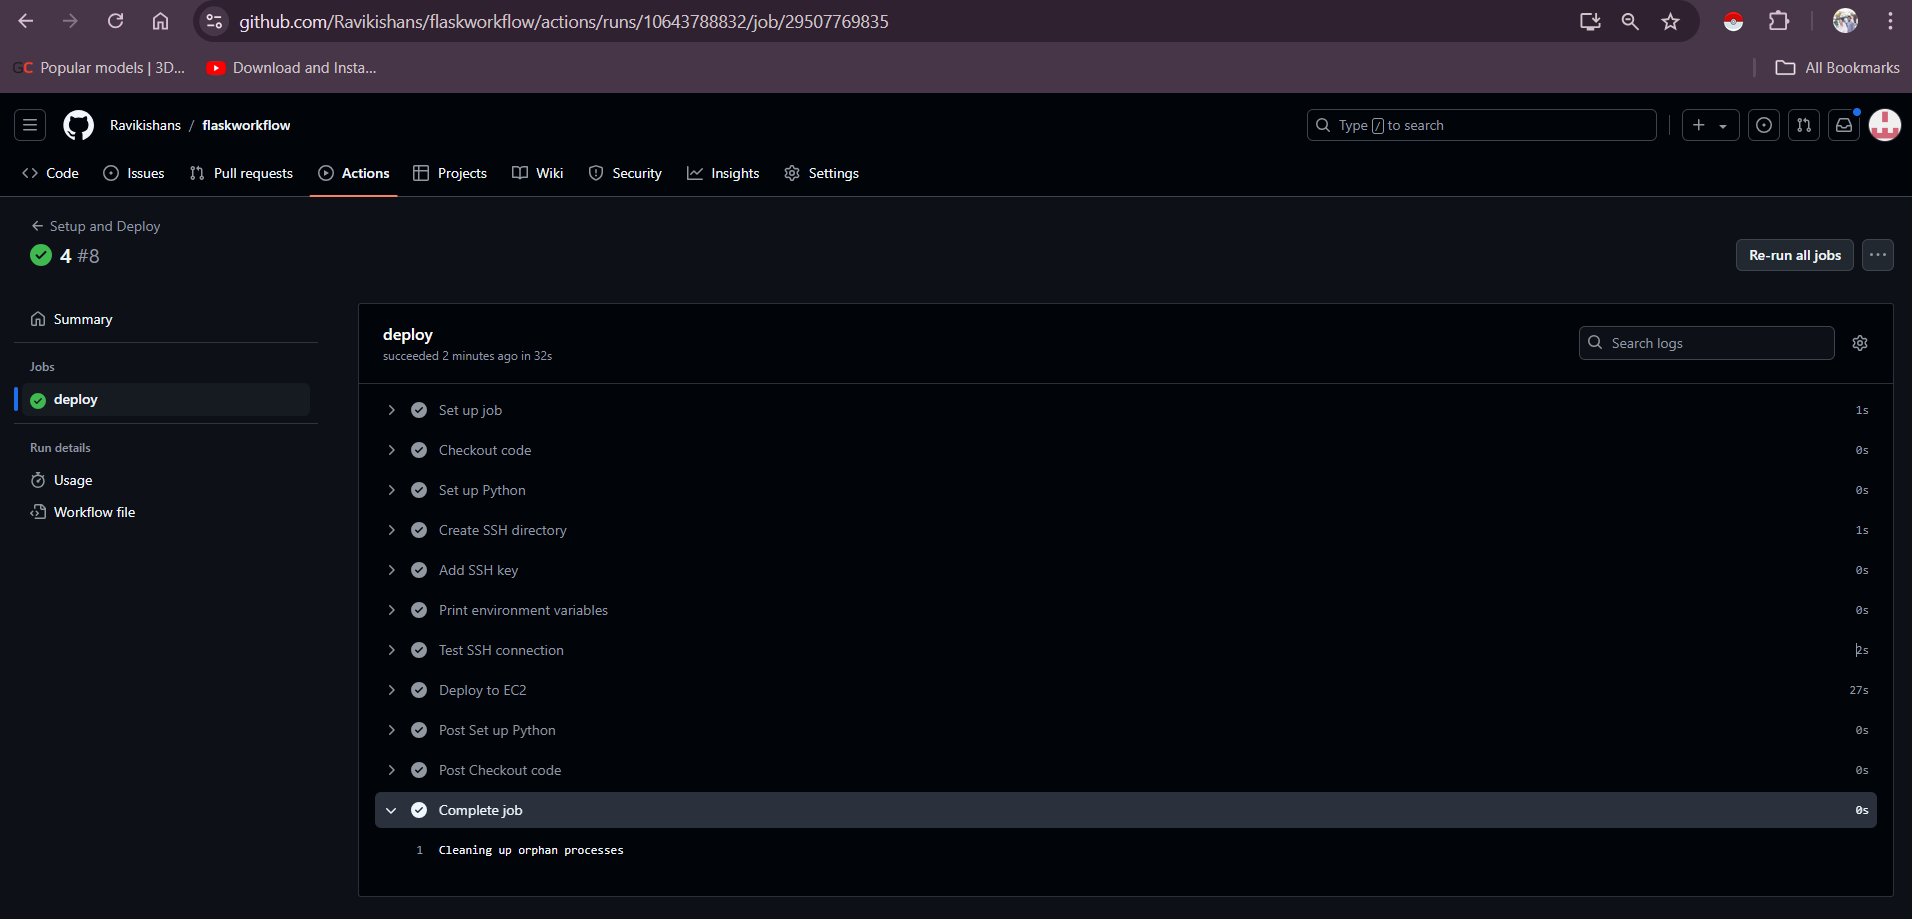 github.com/Ravikishans/flaskworkflow/actions/runs/10643788832/job/29507769835
GC Popular models | 3D... Download and Insta... All Bookmarks
Ravikishans / flaskworkflow Type / to search
Code Issues Pull requests Actions Projects Wiki Security Insights Settings
Setup and Deploy
4 #8
Re-run all jobs
Summary
Jobs
deploy
Run details
Usage
Workflow file
deploy
succeeded 2 minutes ago in 32s
Search logs
Set up job 1s
Checkout code 0s
Set up Python 0s
Create SSH directory 1s
Add SSH key 0s
Print environment variables 0s
Test SSH connection 2s
Deploy to EC2 27s
Post Set up Python 0s
Post Checkout code 0s
Complete job 0s
1 Cleaning up orphan processes